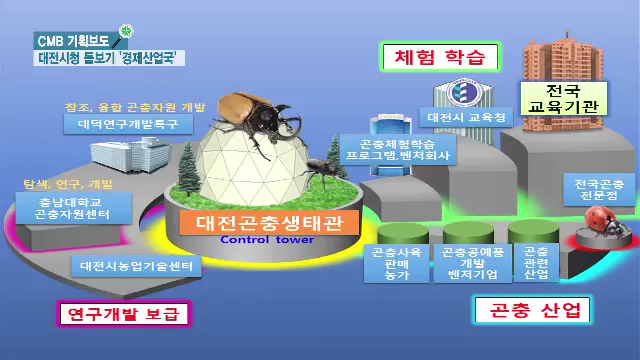 CMB 기획보도
대전시청 돋보기 '경제산업국'
체험 학습
전국
교육기관
창조, 융합 곤충자원 개발
대덕연구개발특구
대전시 교육청
곤충체험학습
프로그램,벤처회사
탐색, 연구, 개발
충남대학교
곤충자원센터
전국곤충
전문점
대전곤충생태관
Control tower
대전시농업기술센터
곤충사육
판매
농가
곤충공예품
개발
벤처기업
곤충
관련
산업
연구개발 보급
곤충 산업